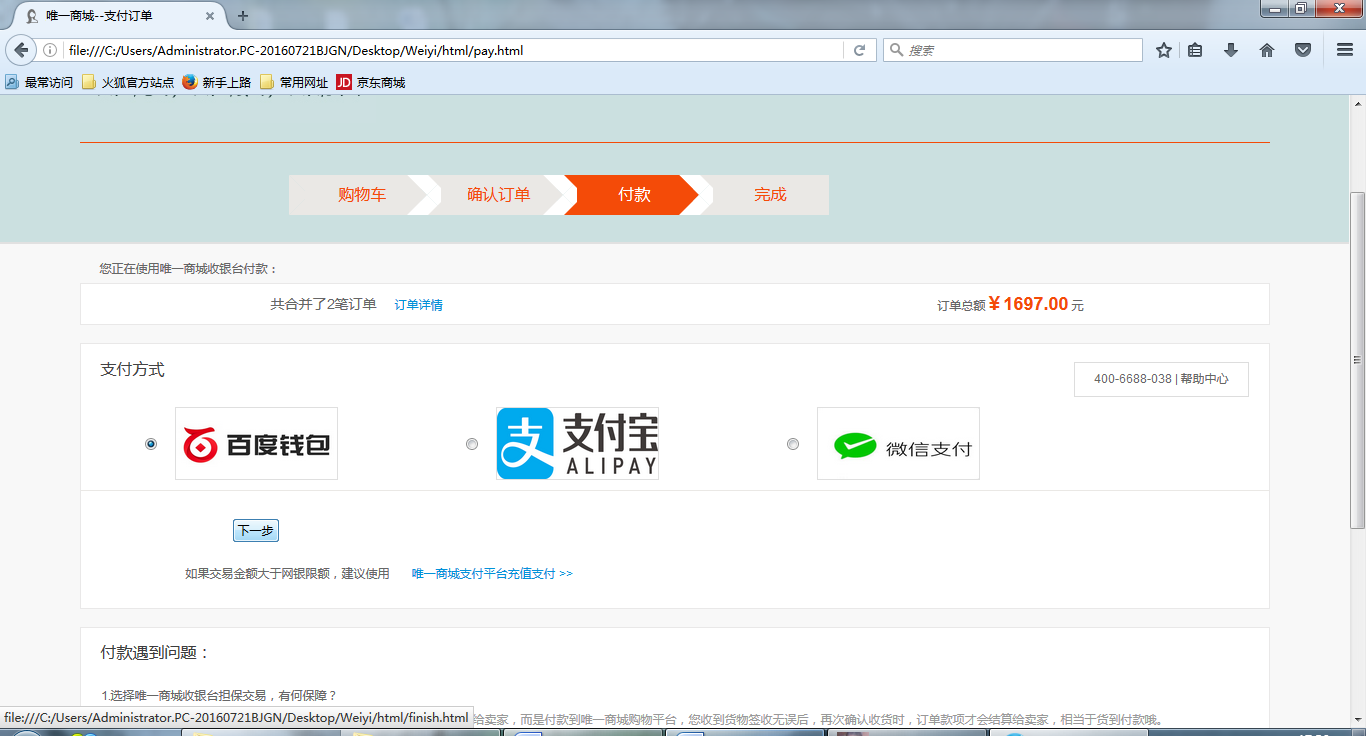 唯一商城--支付订单
file:///C:/Users/Administrator.PC-20160721BJGN/Desktop/Weiyi/html/pay.html
搜索
最常访问 火狐官方站点 新手上路 常用网址 JD 京东商城
购物车 确认订单 付款 完成
您正在使用唯一商城收银台付款：
共合并了2笔订单 订单详情 订单总额 ¥ 1697.00 元
支付方式
400-6688-038 | 帮助中心
百度钱包 支 支付宝 ALIPAY 微信支付
下一步
如果交易金额大于网银限额，建议使用 唯一商城支付平台充值支付 >>
付款遇到问题：
1.选择唯一商城收银台担保交易，有何保障？
给卖家，而是付款到唯一商城购物平台，您收到货物签收无误后，再次确认收货时，订单款项才会结算给卖家，相当于货到付款哦。
file:///C:/Users/Administrator.PC-20160721BJGN/Desktop/Weiyi/html/finish.html